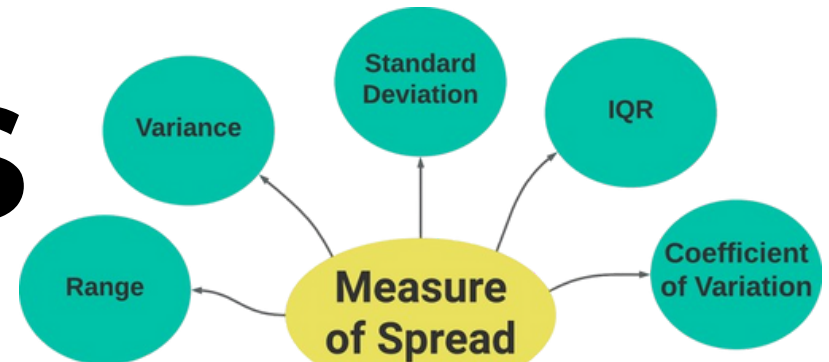 s
Standard
Deviation
Variance
IQR
Range
Coefficient
of Variation
Measure
of Spread